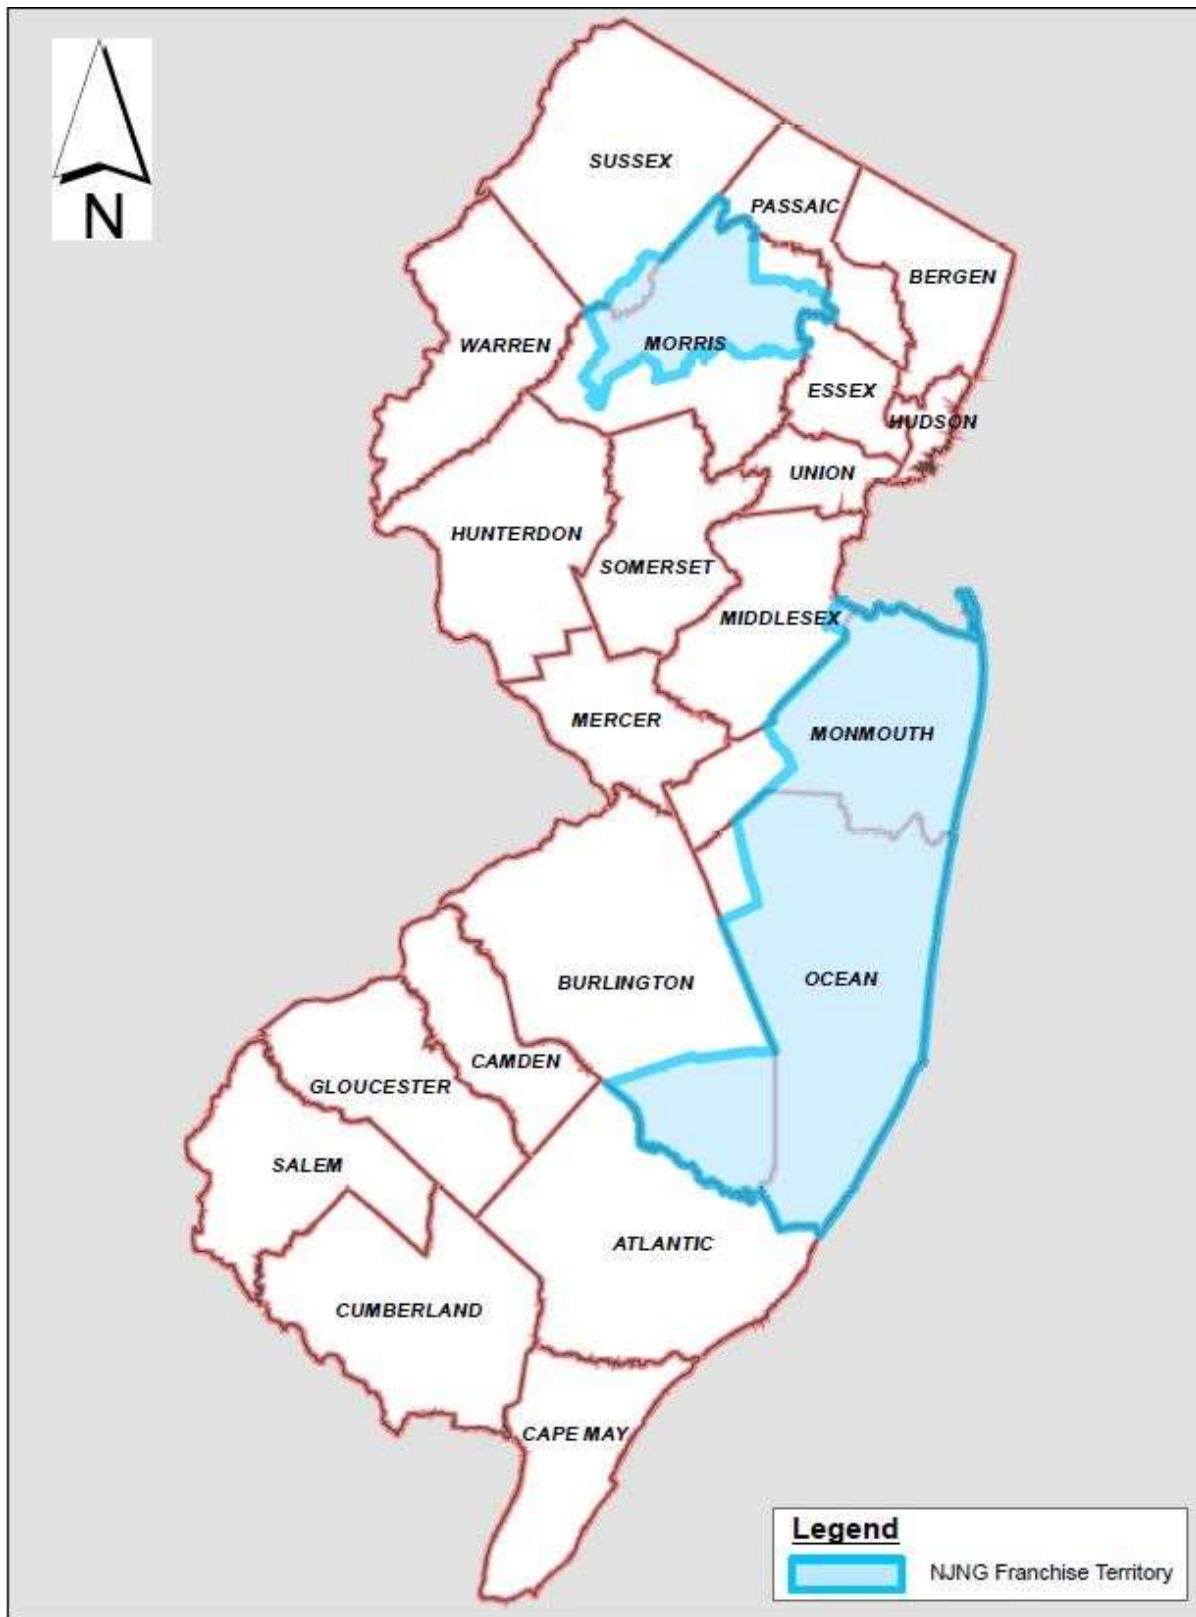 N
SUSSEX
PASSAIC
BERGEN
WARREN
MORRIS
ESSEX
HUDSON
UNION
HUNTERDON
SOMERSET
MIDDLESEX
MERCER
MONMOUTH
BURLINGTON
OCEAN
CAMDEN
GLOUCESTER
SALEM
ATLANTIC
CUMBERLAND
CAPE MAY
Legend
NJNG Franchise Territory